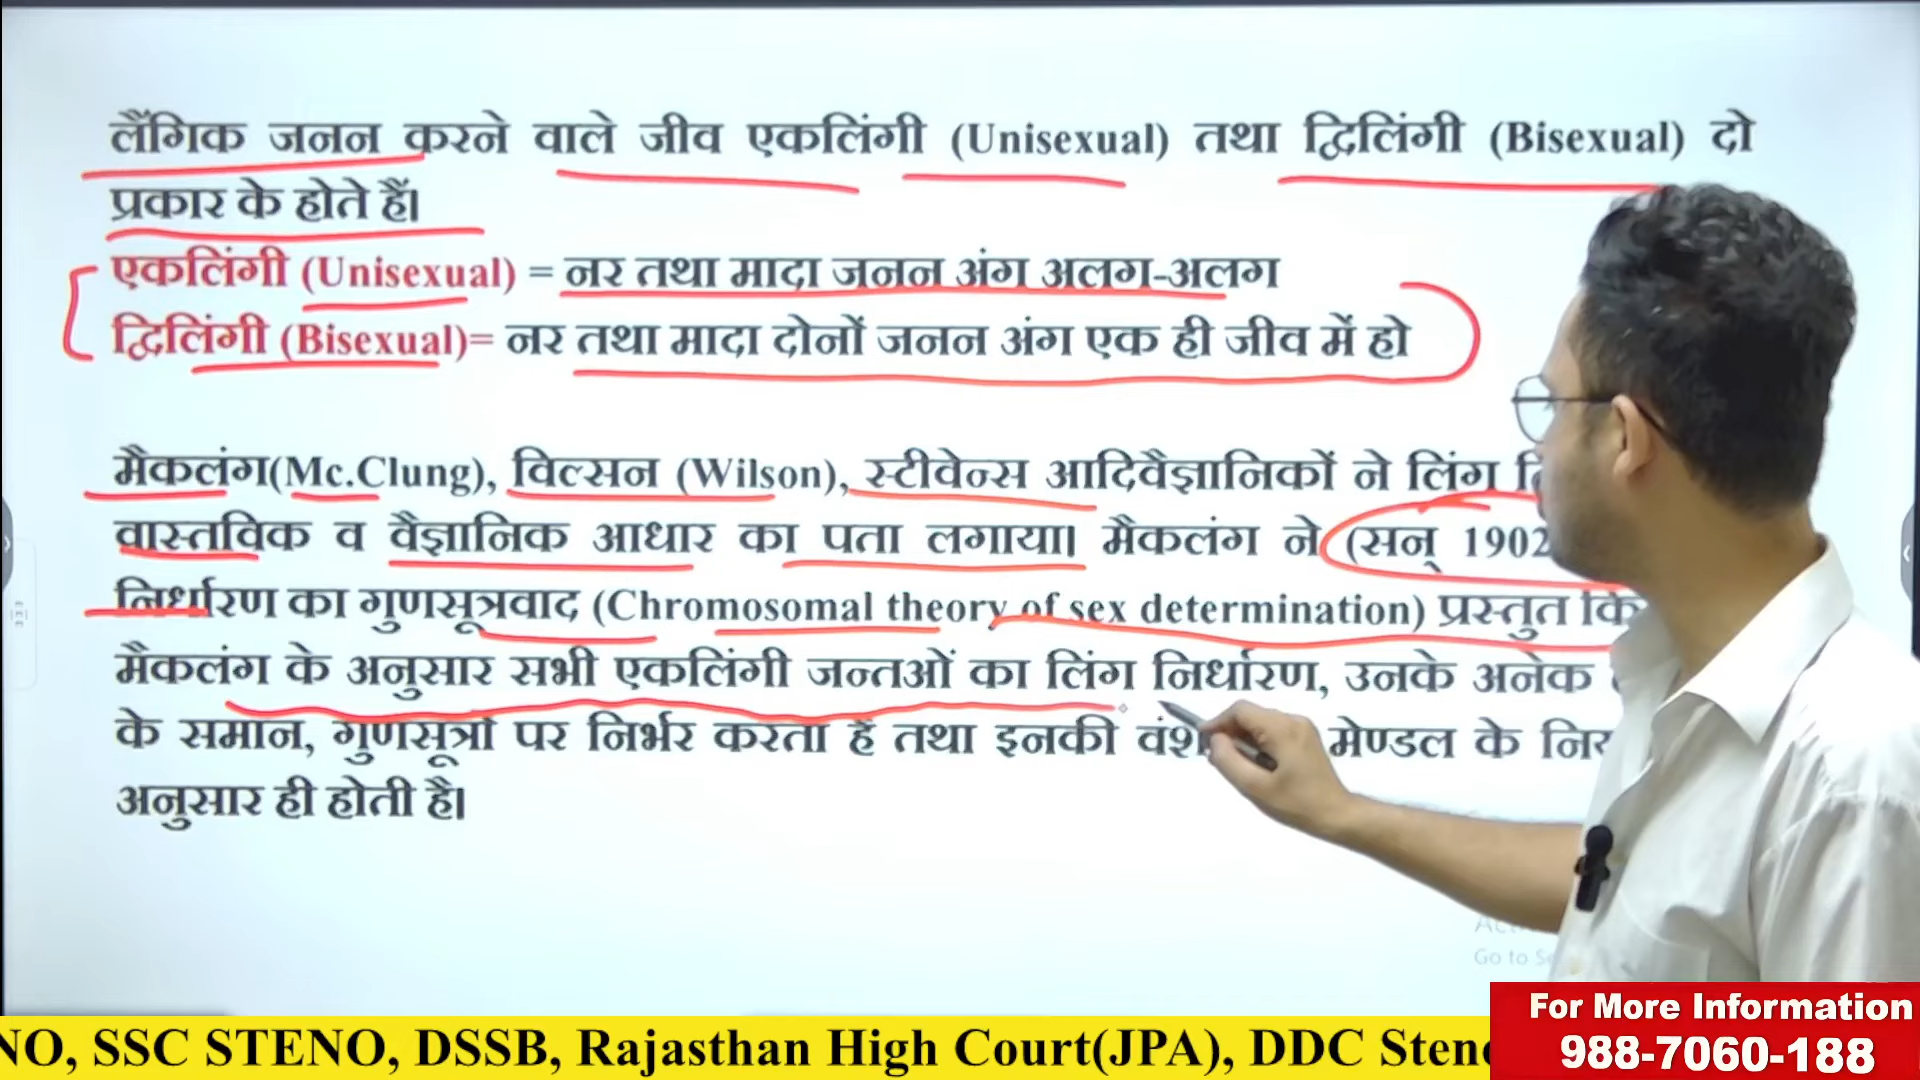 लैंगिक जनन करने वाले जीव एकलिंगी (Unisexual) तथा द्विलिंगी (Bisexual) दो
प्रकार के होते हैं।
एकलिंगी (Unisexual) = नर तथा मादा जनन अंग अलग-अलग
द्विलिंगी (Bisexual)= नर तथा मादा दोनों जनन अंग एक ही जीव में हो
मैकलंग(Mc.Clung), विल्सन (Wilson), स्टीवेन्स आदिवैज्ञानिकों ने लिंग
वास्तविक व वैज्ञानिक आधार का पता लगाया। मैकलंग ने (सन् 1902
निर्धारण का गुणसूत्रवाद (Chromosomal theory of sex determination) प्रस्तुत
मैकलंग के अनुसार सभी एकलिंगी जन्तओं का लिंग निर्धारण, उनके अनेक
के समान, गुणसूत्रों पर निर्भर करता है तथा इनकी मेण्डल के
अनुसार ही होती है।
Go to
NO, SSC STENO, DSSB, Rajasthan High Court(JPA), DDC Steno
For More Information
988-7060-188